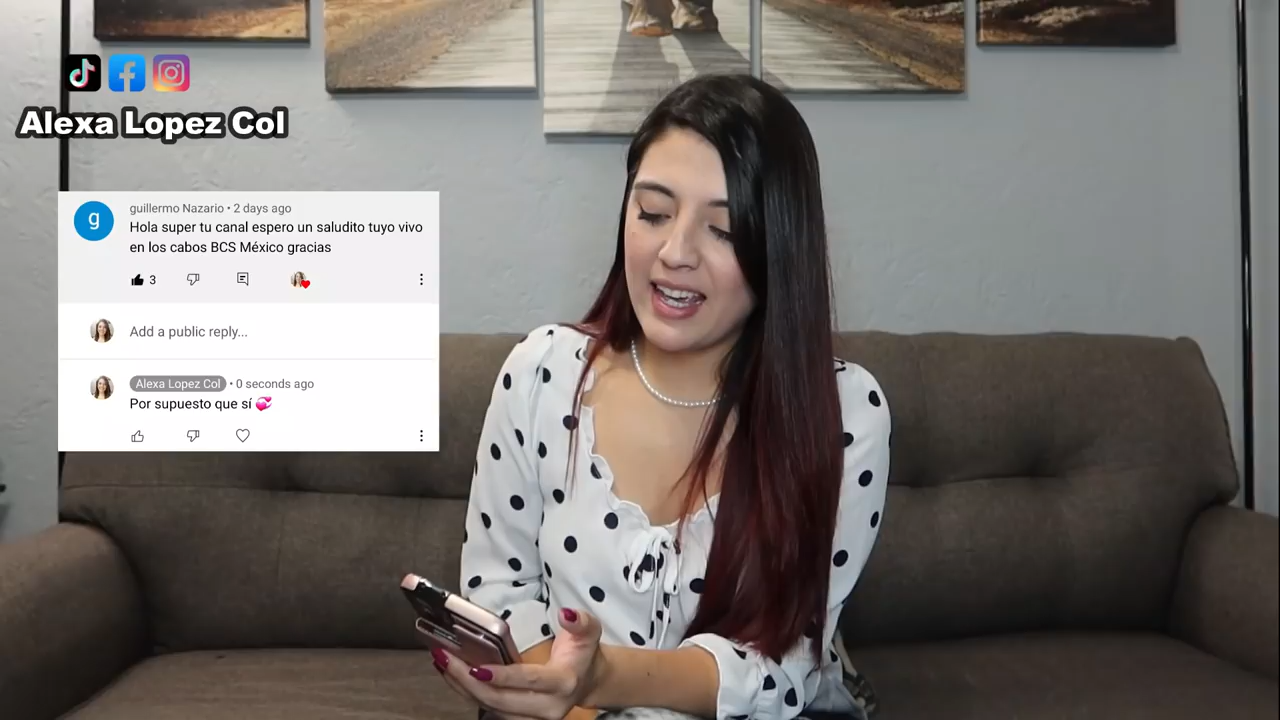 Alexa Lopez Col
g
guillermo Nazario • 2 days ago
Hola super tu canal espero un saludito tuyo vivo
en los cabos BCS México gracias
3
Add a public reply...
Alexa Lopez Col • 0 seconds ago
Por supuesto que sí 💞